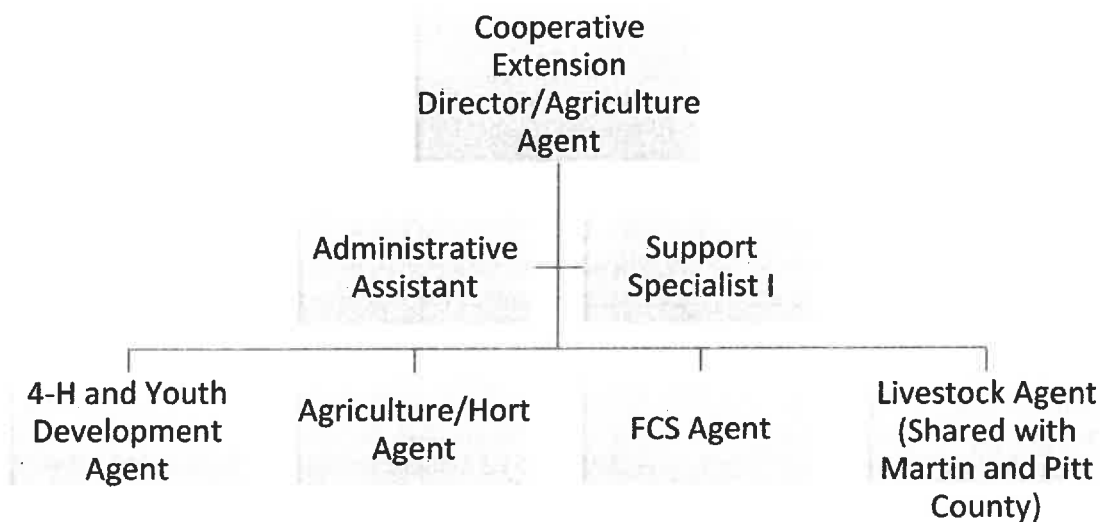 Cooperative
Extension
Director/Agriculture
Agent
Administrative
Assistant
Support
Specialist I
4-H and Youth
Development
Agent
Agriculture/Hort
Agent
FCS Agent
Livestock Agent
(Shared with
Martin and Pitt
County)